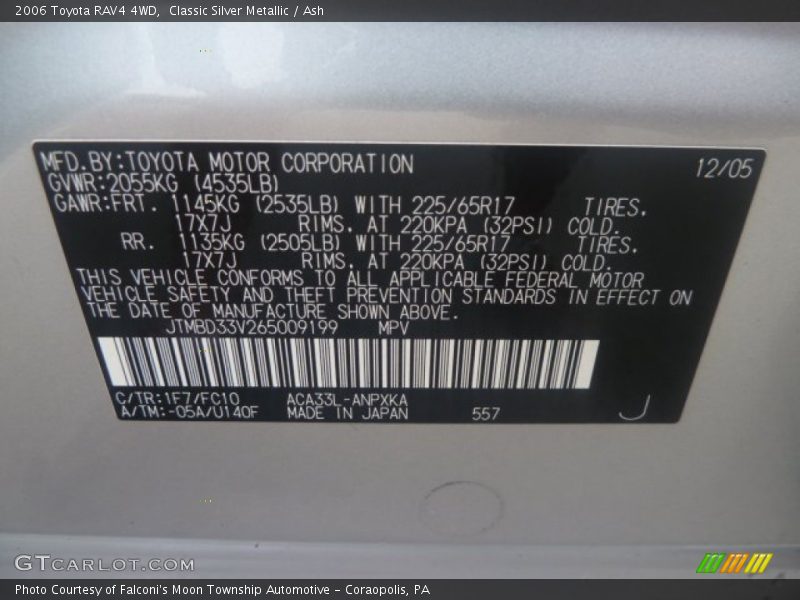 2006 Toyota RAV4 4WD,  Classic Silver Metallic / Ash
MFD.BY:TOYOTA MOTOR CORPORATION 12/05
GVWR:2055KG (4535LB)
GAWR:FRT. 1145KG (2535LB) WITH 225/65R17 TIRES.
17X7J RIMS. AT 220KPA (32PSI) COLD.
RR. 1135KG (2505LB) WITH 225/65R17 TIRES.
17X7J RIMS. AT 220KPA (32PSI) COLD.
THIS VEHICLE CONFORMS TO ALL APPLICABLE FEDERAL MOTOR
VEHICLE SAFETY AND THEFT PREVENTION STANDARDS IN EFFECT ON
THE DATE OF MANUFACTURE SHOWN ABOVE.
JTMBD33V265009199 MPV
C/TR:1F7/FC10 ACA33L-ANPXKA
A/TM:-05A/U140F MADE IN JAPAN 557 J
GTCARLOT.COM
Photo Courtesy of Falconi's Moon Township Automotive - Coraopolis, PA